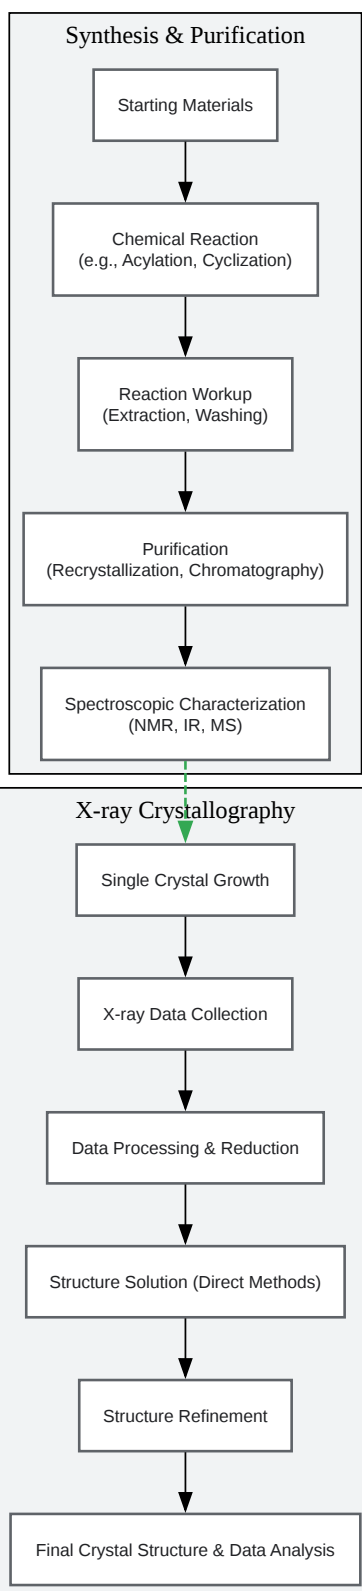 Synthesis & Purification
Starting Materials
Chemical Reaction
(e.g., Acylation, Cyclization)
Reaction Workup
(Extraction, Washing)
Purification
(Recrystallization, Chromatography)
Spectroscopic Characterization
(NMR, IR, MS)
X-ray Crystallography
Single Crystal Growth
X-ray Data Collection
Data Processing & Reduction
Structure Solution (Direct Methods)
Structure Refinement
Final Crystal Structure & Data Analysis